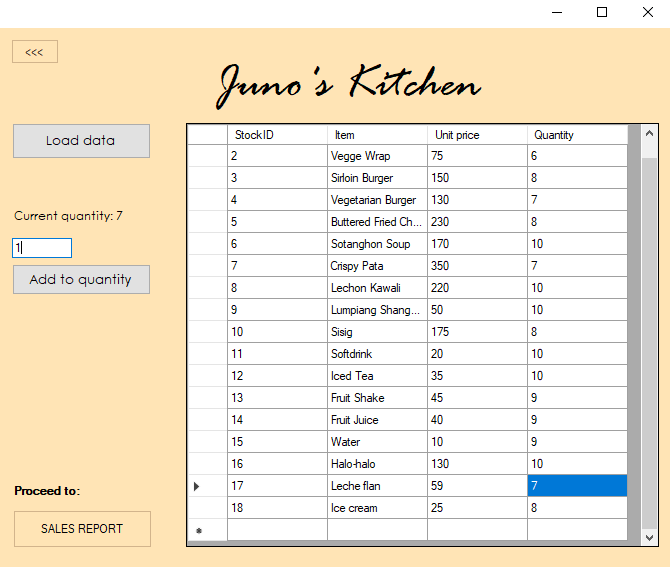 <<<
Juno's Kitchen
Load data
Current quantity: 7
1
Add to quantity
Proceed to:
SALES REPORT
StockID Item Unit price Quantity
2 Vegge Wrap 75 6
3 Sirloin Burger 150 8
4 Vegetarian Burger 130 7
5 Buttered Fried Ch... 230 8
6 Sotanghon Soup 170 10
7 Crispy Pata 350 7
8 Lechon Kawali 220 10
9 Lumpiang Shang... 50 10
10 Sisig 175 8
11 Softdrink 20 10
12 Iced Tea 35 10
13 Fruit Shake 45 9
14 Fruit Juice 40 9
15 Water 10 9
16 Halo-halo 130 10
17 Leche flan 59 7
18 Ice cream 25 8